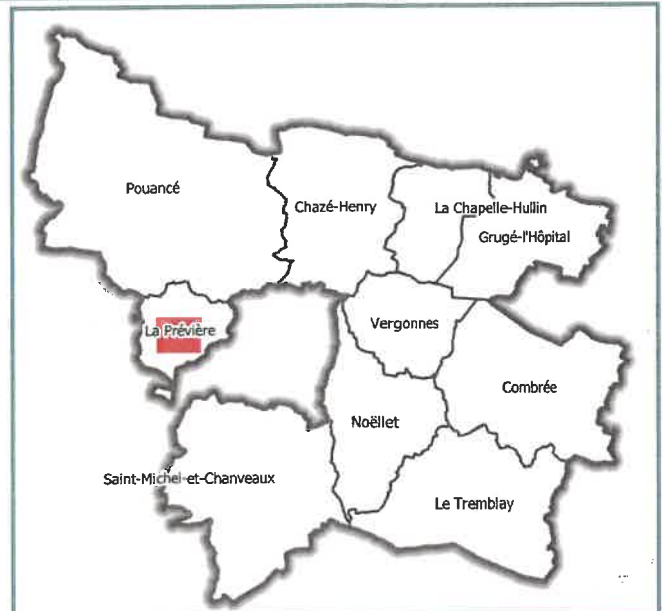 Pouancé
Chazé-Henry
La Chapelle-Hullin
Grugé-l'Hôpital
La Prévière
Vergonnes
Combrée
Noëllet
Saint-Michel-et-Chanveaux
Le Tremblay